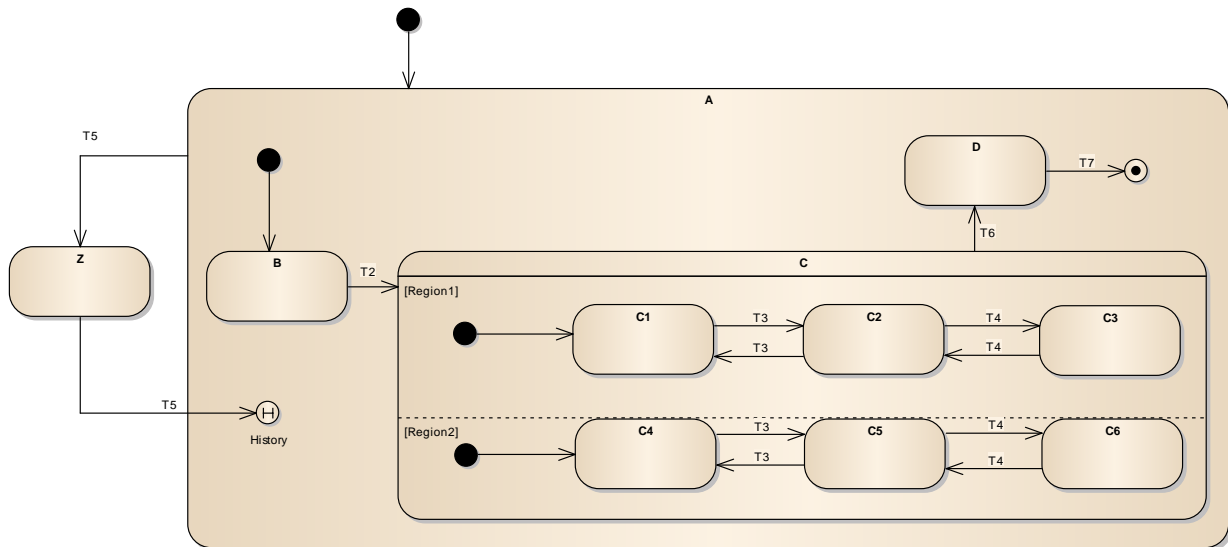 A
T5
D
T7
Z
B
T2
T6
C
[Region1]
C1
T3
T3
C2
T4
T4
C3
T5
H
History
[Region2]
C4
T3
T3
C5
T4
T4
C6